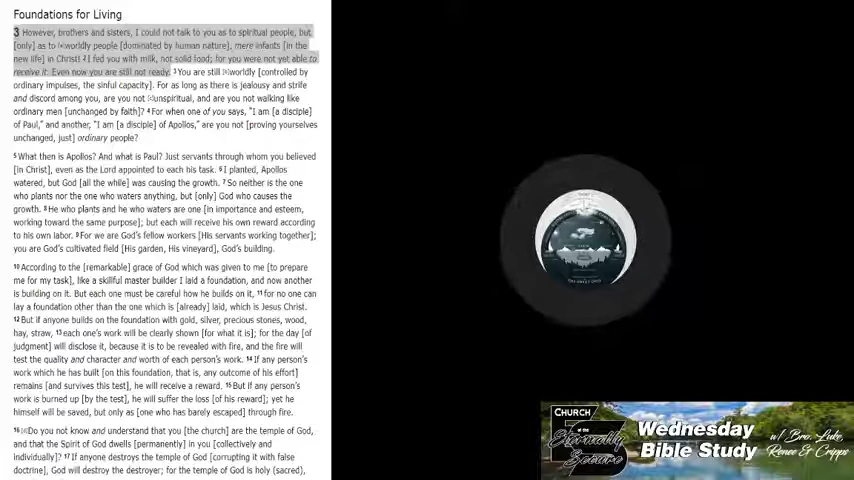 Foundations for Living
3 However, brothers and sisters, I could not talk to you as to spiritual people, but
[only] as to [a]worldly people [dominated by human nature], mere infants [in the
new life] in Christ! 2 I fed you with milk, not solid food; for you were not yet able to
receive it. Even now you are still not ready. 3 You are still [b]worldly [controlled by
ordinary impulses, the sinful capacity]. For as long as there is jealousy and strife
and discord among you, are you not [c]unspiritual, and are you not walking like
ordinary men [unchanged by faith]? 4 For when one of you says, "I am [a disciple]
of Paul," and another, "I am [a disciple] of Apollos," are you not [proving yourselves
unchanged, just] ordinary people?
5 What then is Apollos? And what is Paul? Just servants through whom you believed
[in Christ], even as the Lord appointed to each his task. 6 I planted, Apollos
watered, but God [all the while] was causing the growth. 7 So neither is the one
who plants nor the one who waters anything, but [only] God who causes the
growth. 8 He who plants and he who waters are one [in importance and esteem,
working toward the same purpose]; but each will receive his own reward according
to his own labor. 9 For we are God's fellow workers [His servants working together];
you are God's cultivated field [His garden, His vineyard], God's building.
10 According to the [remarkable] grace of God which was given to me [to prepare
me for my task], like a skillful master builder I laid a foundation, and now another
is building on it. But each one must be careful how he builds on it, 11 for no one can
lay a foundation other than the one which is [already] laid, which is Jesus Christ.
12 But if anyone builds on the foundation with gold, silver, precious stones, wood,
hay, straw, 13 each one's work will be clearly shown [for what it is]; for the day [of
judgment] will disclose it, because it is to be revealed with fire, and the fire will
test the quality and character and worth of each person's work. 14 If any person's
work which he has built [on this foundation, that is, any outcome of his effort]
remains [and survives this test], he will receive a reward. 15 But if any person's
work is burned up [by the test], he will suffer the loss [of his reward]; yet he
himself will be saved, but only as [one who has barely escaped] through fire.
16 Do you not know and understand that you [the church] are the temple of God,
and that the Spirit of God dwells [permanently] in you [collectively and
individually]? 17 If anyone destroys the temple of God [corrupting it with false
doctrine], God will destroy the destroyer; for the temple of God is holy (sacred),
CHURCH
of the
Eternally
Secure
Wednesday
Bible Study
w/ Bro. Luke,
Renee & Cripps